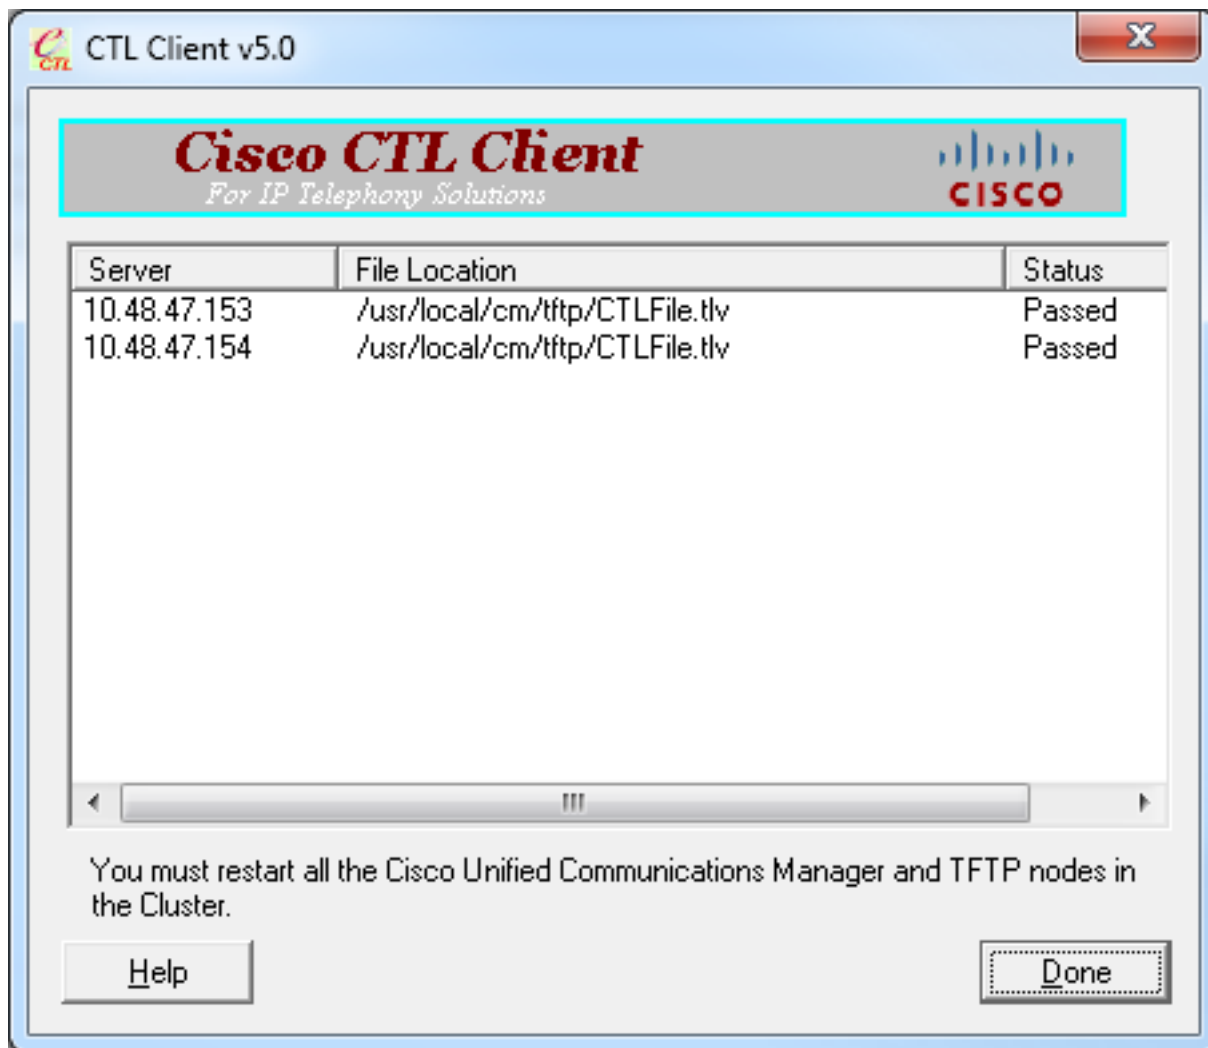 CTL Client v5.0
Cisco CTL Client
For IP Telephony Solutions
CISCO
Server File Location Status
10.48.47.153 /usr/local/cm/tftp/CTLFile.tlv Passed
10.48.47.154 /usr/local/cm/tftp/CTLFile.tlv Passed
You must restart all the Cisco Unified Communications Manager and TFTP nodes in
the Cluster.
Help Done